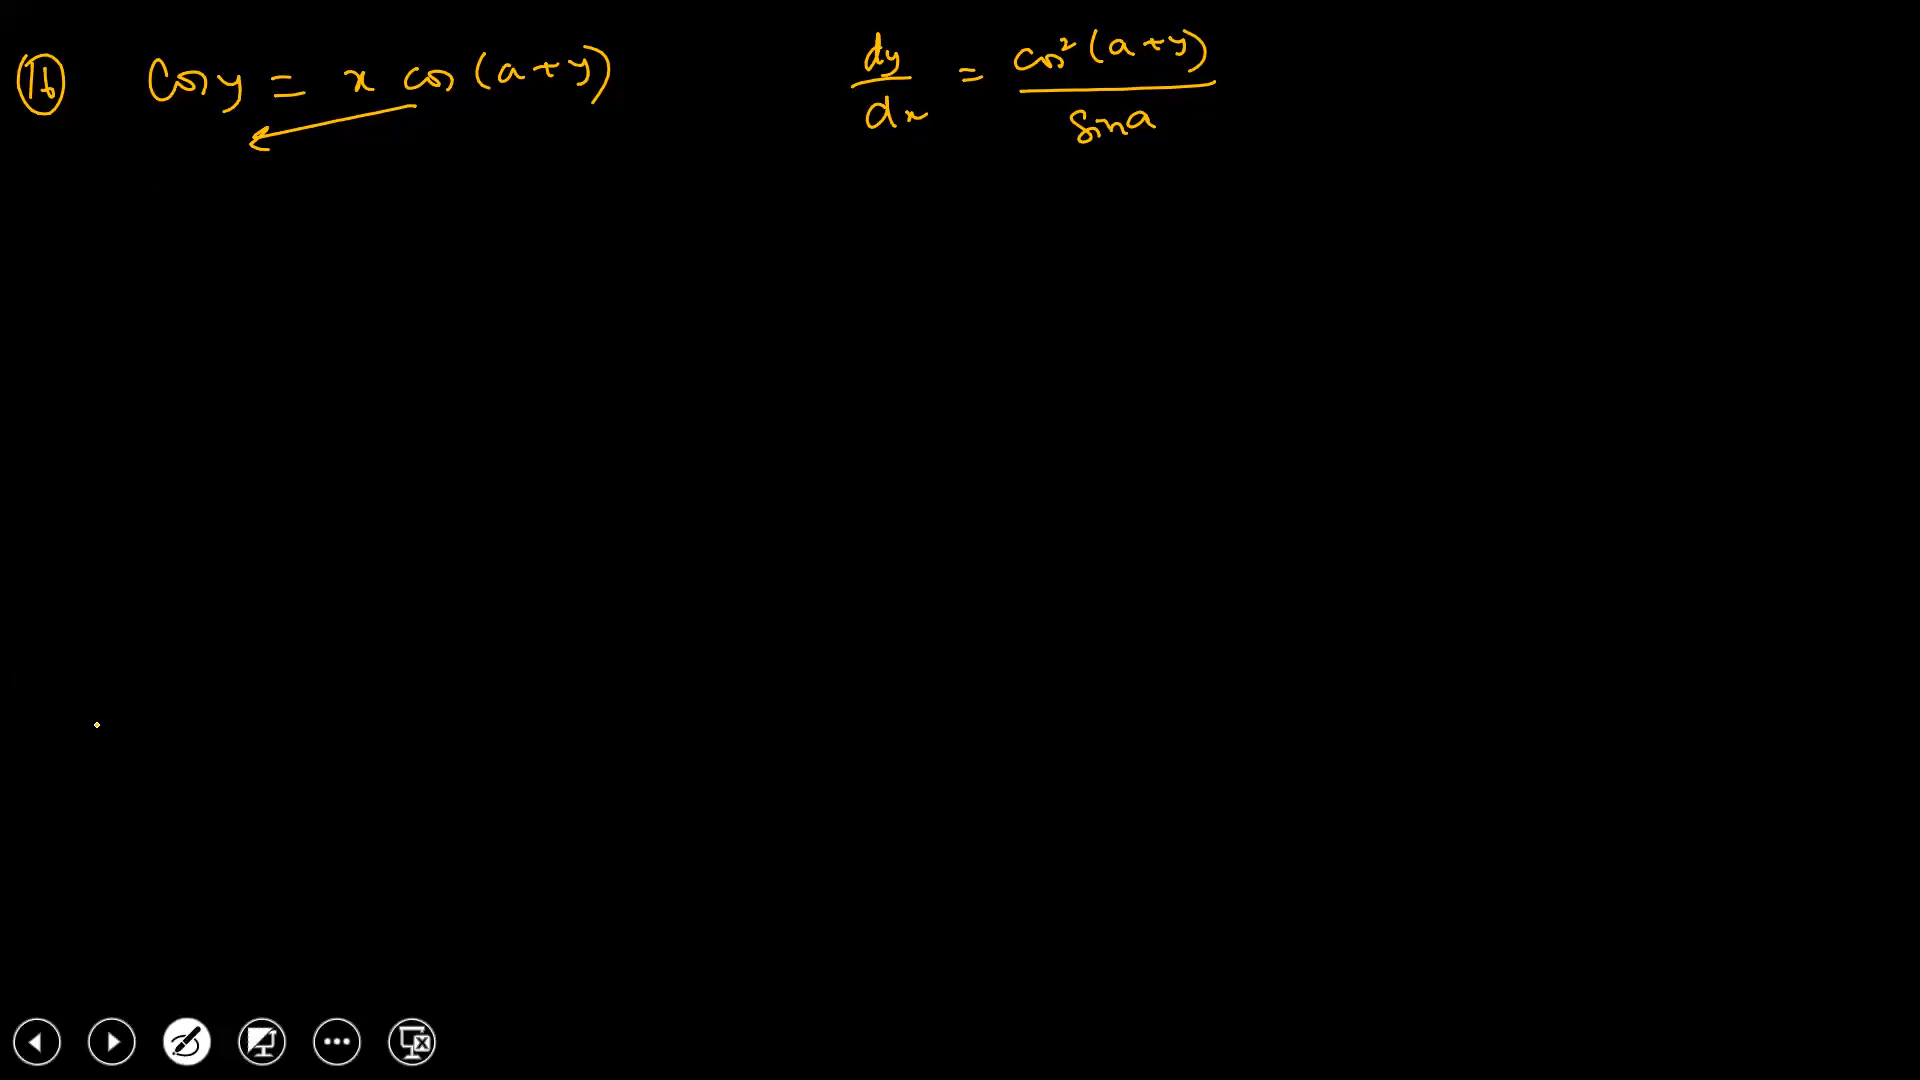 16 cos y = x cos (a+y)
dy/dx = cos²(a+y)/sin a